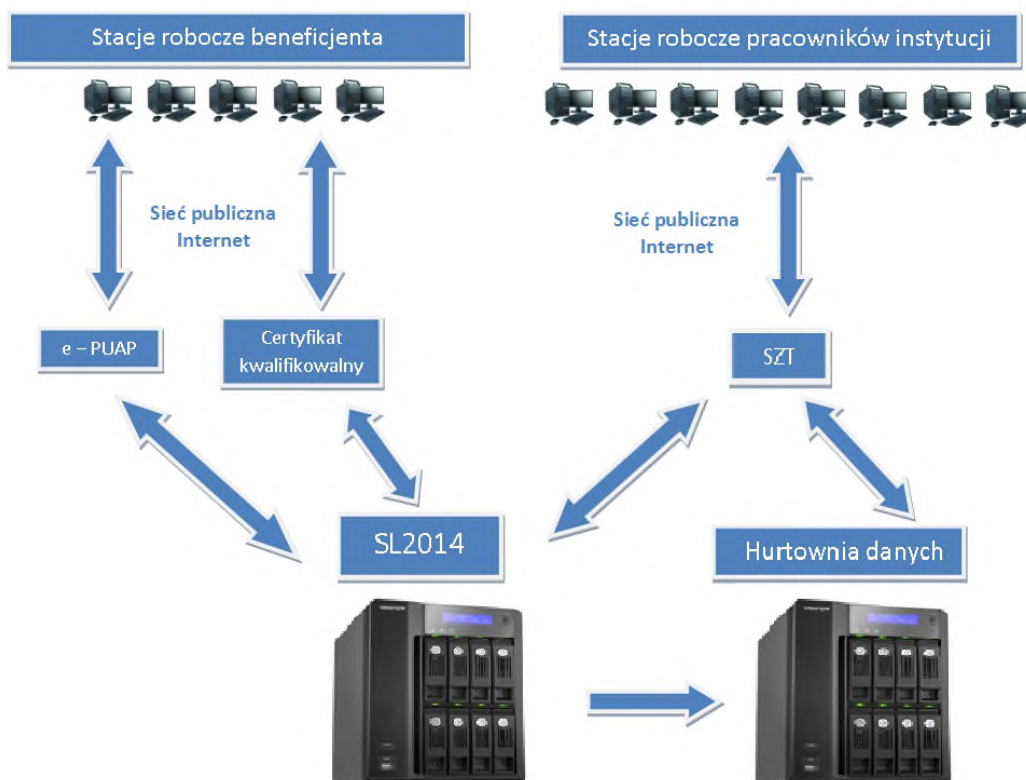 Stacje robocze beneficjenta
Stacje robocze pracowników instytucji
Sieć publiczna
Internet
Sieć publiczna
Internet
e – PUAP
Certyfikat
kwalifikowalny
SZT
SL2014
Hurtownia danych